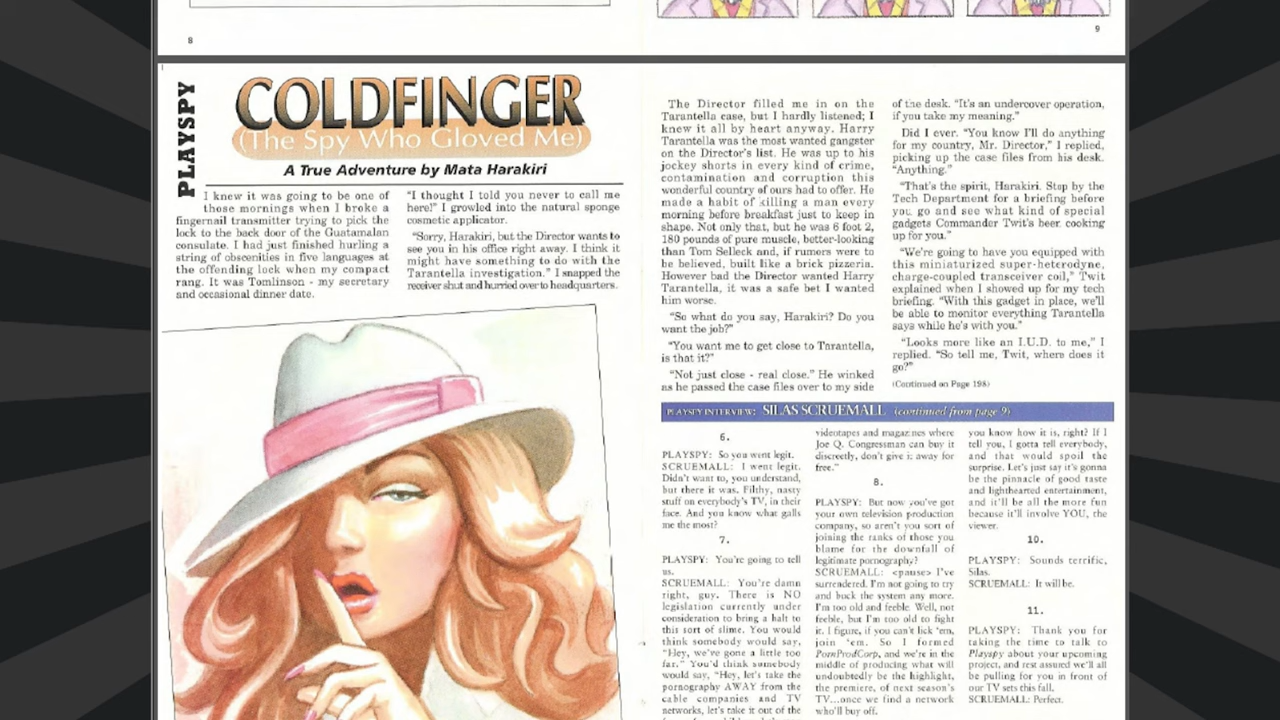 8
9
PLAYSPY
COLDFINGER
(The Spy Who Gloved Me)
A True Adventure by Mata Harakiri
I knew it was going to be one of
those mornings when I broke a
fingernail transmitter trying to pick the
lock to the back door of the Guatamalan
consulate. I had just finished hurling a
string of obscenities in five languages at
the offending lock when my compact
rang. It was Tomlinson - my secretary
and occasional dinner date.
"I thought I told you never to call me
here!" I growled into the natural sponge
cosmetic applicator.
"Sorry, Harakiri, but the Director wants to
see you in his office right away. I think it
might have something to do with the
Tarantella investigation." I snapped the
receiver shut and hurried over to headquarters.
The Director filled me in on the
Tarantella case, but I hardly listened; I
knew it all by heart anyway. Harry
Tarantella was the most wanted gangster
on the Director's list. He was up to his
jockey shorts in every kind of crime,
contamination and corruption this
wonderful country of ours had to offer. He
made a habit of killing a man every
morning before breakfast just to keep in
shape. Not only that, but he was 6 foot 2,
180 pounds of pure muscle, better-looking
than Tom Selleck and, if rumors were to
be believed, built like a brick pizzeria.
However bad the Director wanted Harry
Tarantella, it was a safe bet I wanted
him worse.
"So what do you say, Harakiri? Do you
want the job?"
"You want me to get close to Tarantella,
is that it?"
"Not just close - real close." He winked
as he passed the case files over to my side
of the desk. "It's an undercover operation,
if you take my meaning."
Did I ever. "You know I'll do anything
for my country, Mr. Director," I replied,
picking up the case files from his desk.
"Anything."
"That's the spirit, Harakiri. Stop by the
Tech Department for a briefing before
you go and see what kind of special
gadgets Commander Twit's beer. cooking
up for you."
"We're going to have you equipped with
this miniaturized super-heterodyne,
charge-coupled transceiver coil," Twit
explained when I showed up for my tech
briefing. "With this gadget in place, we'll
be able to monitor everything Tarantella
says while he's with you."
"Looks more like an I.U.D. to me," I
replied. "So tell me, Twit, where does it
go?"
(Continued on Page 198)
PLAYSPY INTERVIEW: SILAS SCRUEMALL (continued from page 9)
6.
PLAYSPY: So you went legit.
SCRUEMALL: I went legit.
Didn't want to, you understand,
but there it was. Filthy, nasty
stuff on everybody's TV, in their
face. And you know what galls
me the most?
7.
PLAYSPY: You're going to tell
us.
SCRUEMALL: You're damn
right, guy. There is NO
legislation currently under
consideration to bring a halt to
this sort of slime. You would
think somebody would say,
"Hey, we've gone a little too
far." You'd think somebody
would say, "Hey, let's take the
pornography AWAY from the
cable companies and TV
networks, let's take it out of the
videotapes and magazines where
Joe Q. Congressman can buy it
discreetly, don't give it away for
free."
8.
PLAYSPY: But now you've got
your own television production
company, so aren't you sort of
joining the ranks of those you
blame for the downfall of
legitimate pornography?
SCRUEMALL: <pause> I've
surrendered. I'm not going to try
and buck the system any more.
I'm too old and feeble. Well, not
feeble, but I'm too old to fight
it. I figure, if you can't lick 'em,
join 'em. So I formed
PornProdCorp, and we're in the
middle of producing what will
undoubtedly be the highlight,
the premiere, of next season's
TV...once we find a network
who'll buy off.
you know how it is, right? If I
tell you, I gotta tell everybody,
and that would spoil the
surprise. Let's just say it's gonna
be the pinnacle of good taste
and lighthearted entertainment,
and it'll be all the more fun
because it'll involve YOU, the
viewer.
10.
PLAYSPY: Sounds terrific,
Silas.
SCRUEMALL: It will be.
11.
PLAYSPY: Thank you for
taking the time to talk to
Playspy about your upcoming
project, and rest assured we'll all
be pulling for you in front of
our TV sets this fall.
SCRUEMALL: Perfect.